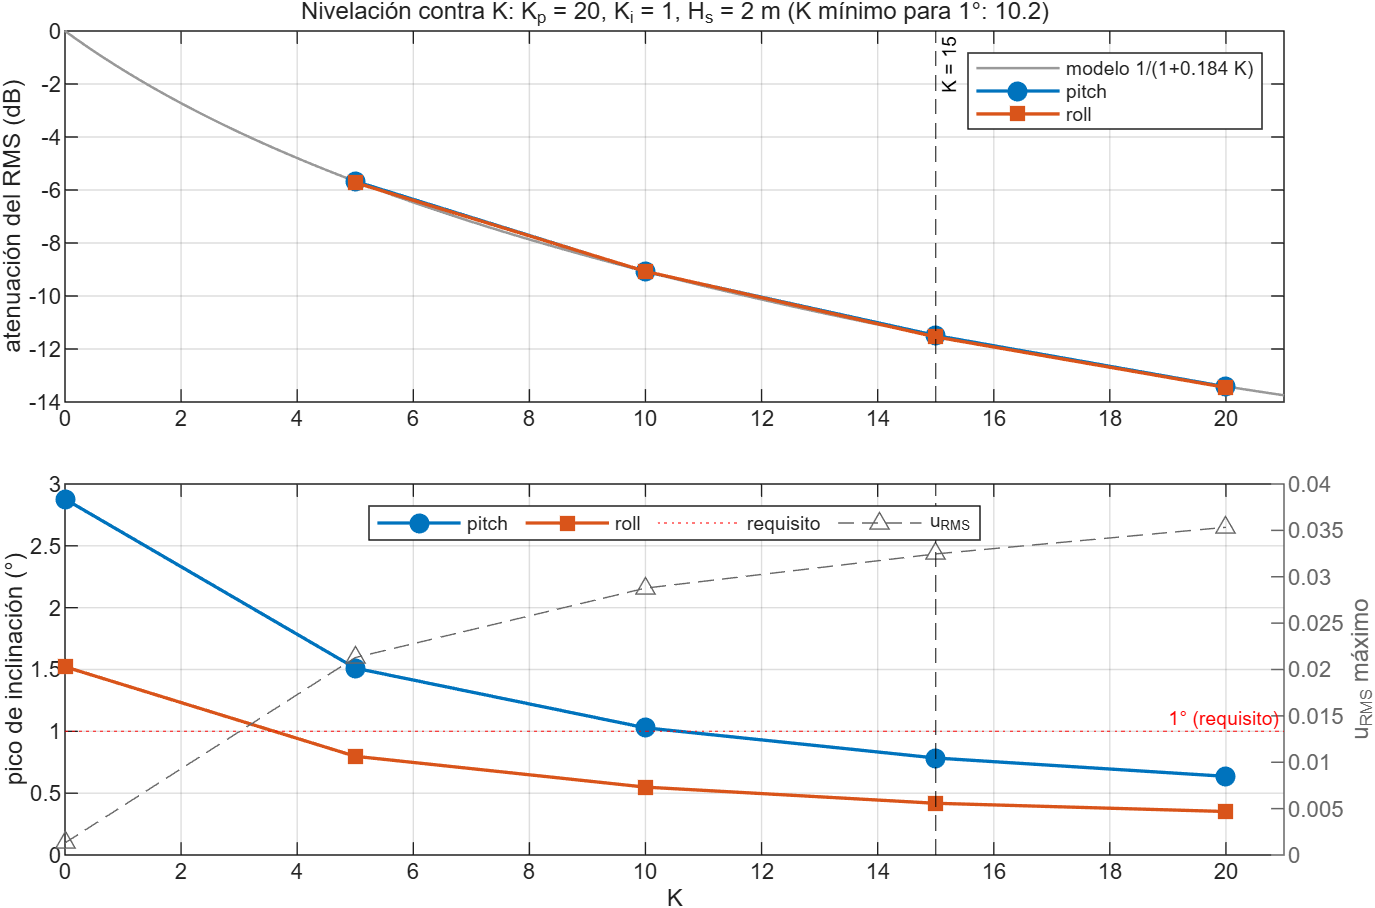 Nivelación contra K: Kp = 20, Ki = 1, Hs = 2 m (K mínimo para 1°: 10.2)
atenuación del RMS (dB)
0
-2
-4
-6
-8
-10
-12
-14
K = 15
modelo 1/(1+0.184 K)
pitch
roll
0 2 4 6 8 10 12 14 16 18 20
pico de inclinación (°)
3
2.5
2
1.5
1
0.5
0
pitch roll requisito uRMS
1° (requisito)
0.04
0.035
0.03
0.025
0.02
0.015
0.01
0.005
0
uRMS máximo
0 2 4 6 8 10 12 14 16 18 20
K